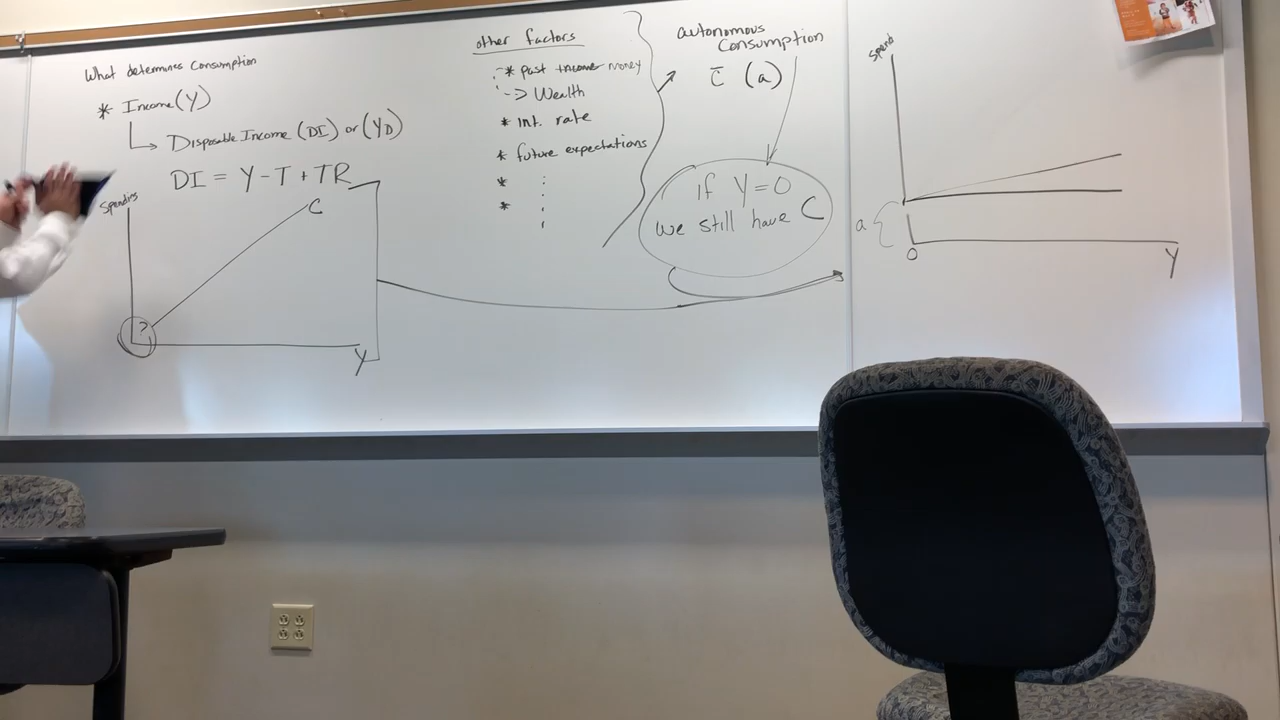 What determines Consumption
* Income (Y)
Disposable Income (DI) or (YD)
DI = Y - T + TR
Spending
C
?
Y
other factors
* past income money
-> Wealth
* Int. rate
* future expectations
*
*
autonomous
Consumption
c̄ (a)
if Y=0
we still have C
Spend
a {
0
Y